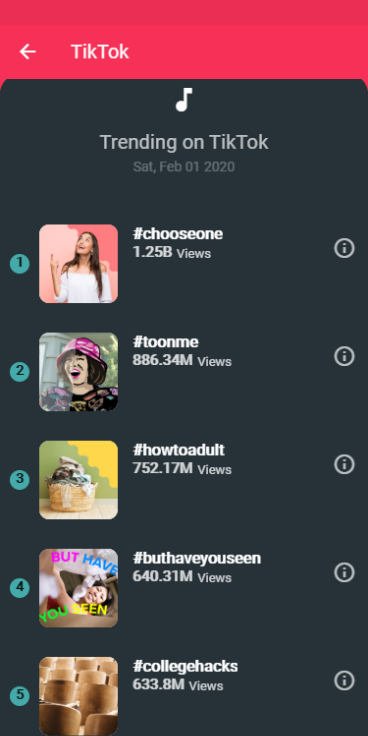 TikTok
Trending on TikTok
Sat, Feb 01 2020
1
#chooseone
1.25B Views
2
#toonme
886.34M Views
3
#howtoadult
752.17M Views
4
BUT HAVE
YOU SEEN
#buthaveyouseen
640.31M Views
5
#collegehacks
633.8M Views